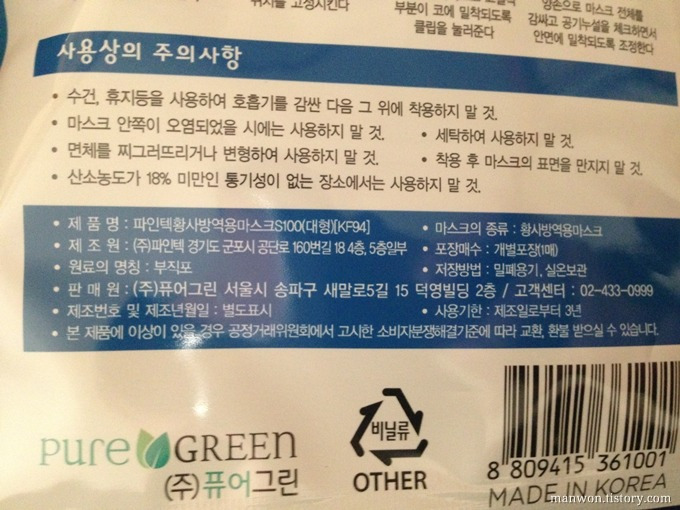 위치를 고정시킨다
부분이 코에 밀착되도록
클립을 눌러준다
양손으로 마스크 전체를
감싸고 공기누설을 체크하면서
안면에 밀착되도록 조정한다
사용상의 주의사항
• 수건, 휴지등을 사용하여 호흡기를 감싼 다음 그 위에 착용하지 말 것.
• 마스크 안쪽이 오염되었을 시에는 사용하지 말 것. • 세탁하여 사용하지 말 것.
• 면체를 찌그러뜨리거나 변형하여 사용하지 말 것. • 착용 후 마스크의 표면을 만지지 말 것.
• 산소농도가 18% 미만인 통기성이 없는 장소에서는 사용하지 말 것.
• 제 품 명 : 파인텍황사방역용마스크S100(대형)[KF94] • 마스크의 종류 : 황사방역용마스크
• 제 조 원 : (주)파인텍 경기도 군포시 공단로 160번길 18 4층, 5층일부 • 포장매수 : 개별포장(1매)
• 원료의 명칭 : 부직포 • 저장방법 : 밀폐용기, 실온보관
• 판 매 원 : (주)퓨어그린 서울시 송파구 새말로5길 15 덕영빌딩 2층 / 고객센터 : 02-433-0999
• 제조번호 및 제조년월일 : 별도표시 • 사용기한 : 제조일로부터 3년
• 본 제품에 이상이 있을 경우 공정거래위원회에서 고시한 소비자분쟁해결기준에 따라 교환, 환불 받으실 수 있습니다.
pure GREEN
(주)퓨어그린
비닐류
OTHER
8 809415 361001
MADE IN KOREA
manwon.tistory.com